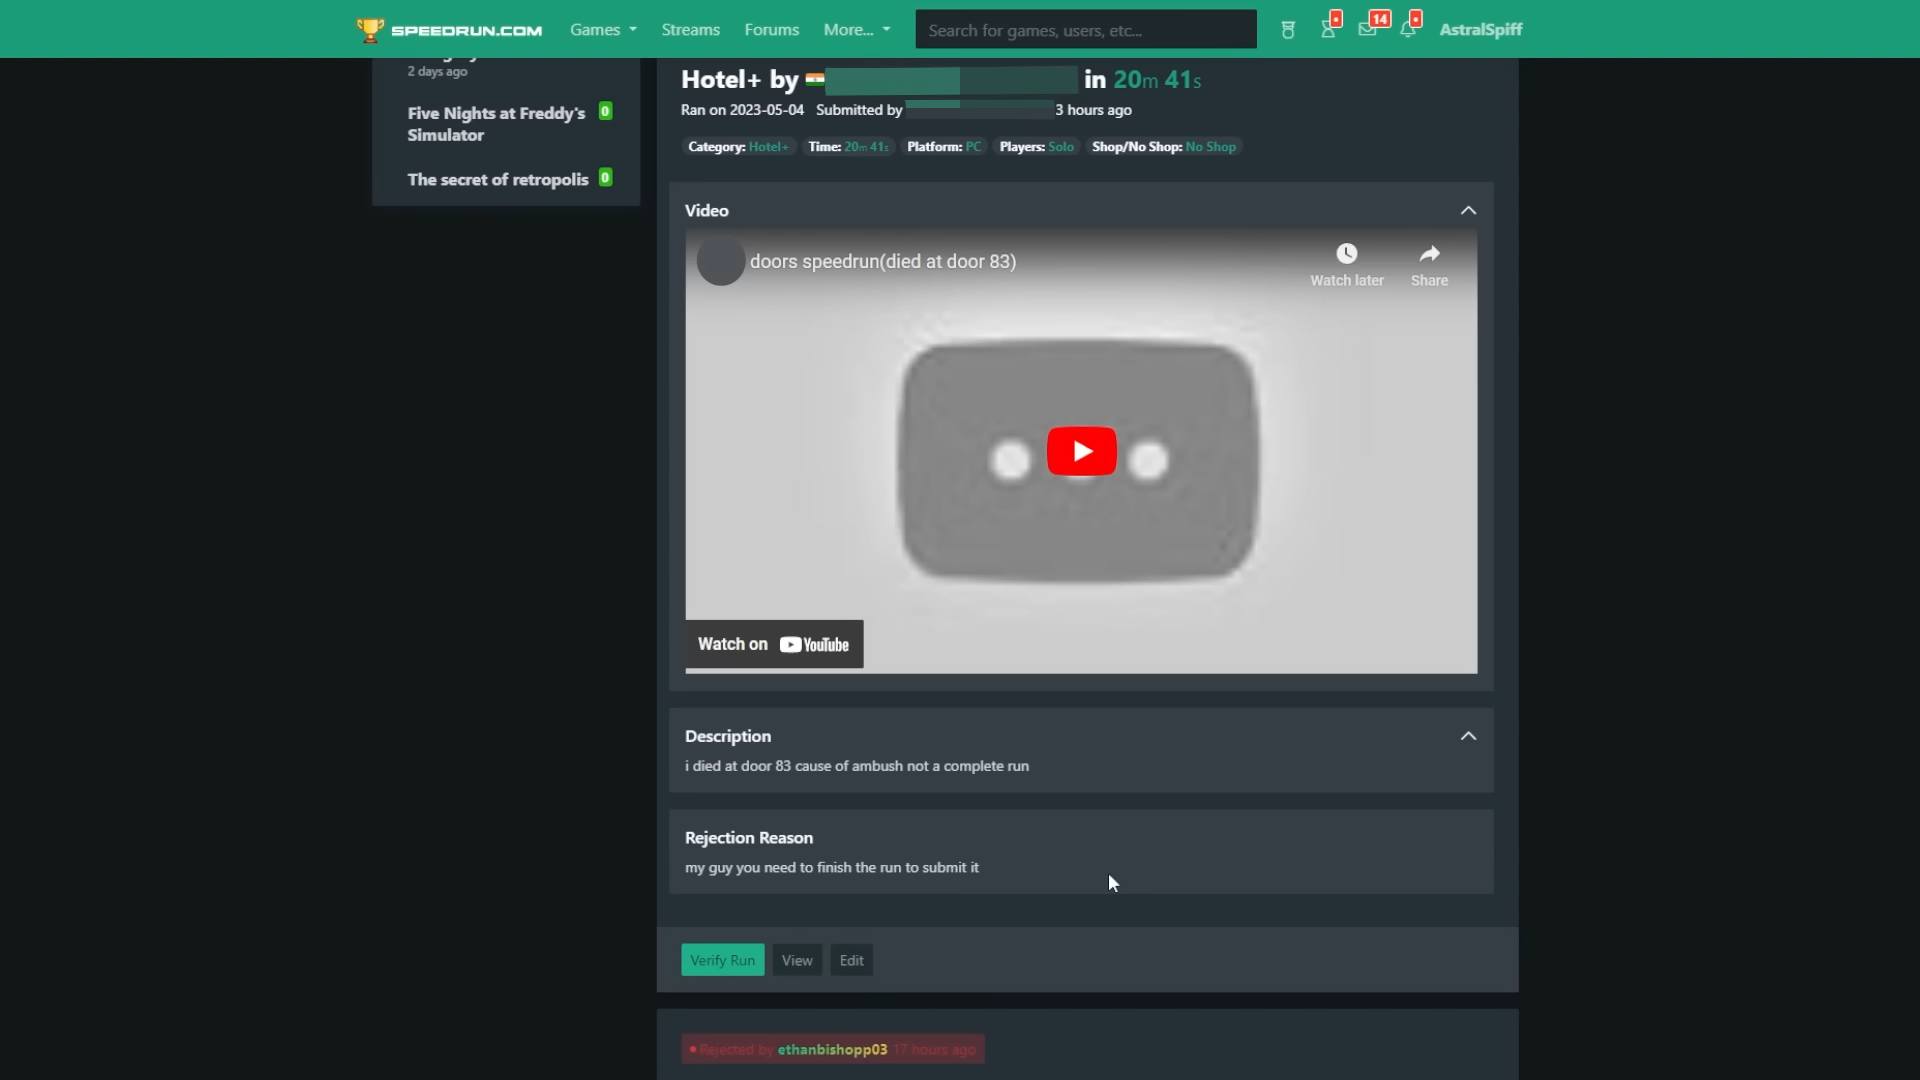 SPEEDRUN.COM Games Streams Forums More... Search for games, users, etc... 14 AstralSpiff
2 days ago
Five Nights at Freddy's 0
Simulator
The secret of retropolis 0
Hotel+ by in 20m 41s
Ran on 2023-05-04 Submitted by 3 hours ago
Category: Hotel+ Time: 20m 41s Platform: PC Players: Solo Shop/No Shop: No Shop
Video
doors speedrun(died at door 83)
Watch later Share
Watch on YouTube
Description
i died at door 83 cause of ambush not a complete run
Rejection Reason
my guy you need to finish the run to submit it
Verify Run View Edit
Rejected by ethanbishopp03 17 hours ago